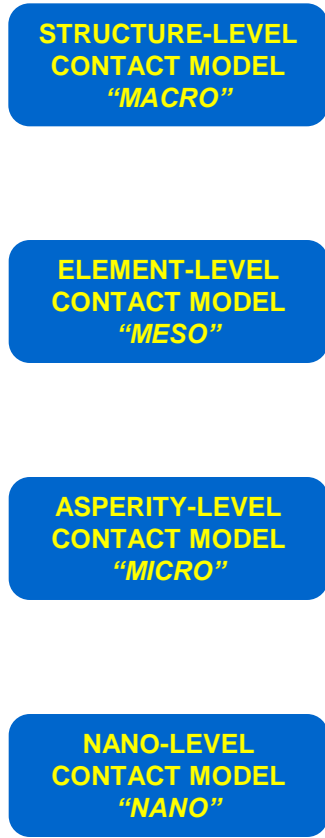 STRUCTURE-LEVEL
CONTACT MODEL
“MACRO”
ELEMENT-LEVEL
CONTACT MODEL
“MESO”
ASPERITY-LEVEL
CONTACT MODEL
“MICRO”
NANO-LEVEL
CONTACT MODEL
“NANO”